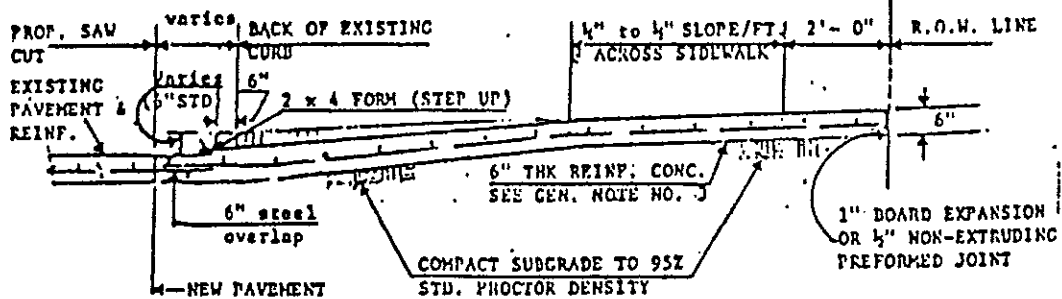 varies
PROP. SAW
CUT
BACK OF EXISTING
CURB
¼" to ½" SLOPE/FT.
ACROSS SIDEWALK
2'- 0"
R.O.W. LINE
EXISTING
PAVEMENT &
REINF.
Varies
6" STD
6"
2 x 4 FORM (STEP UP)
6"
6" THK REINF. CONC.
SEE GEN. NOTE NO. 3
6" steel
overlap
1" BOARD EXPANSION
OR ½" NON-EXTRUDING
PREFORMED JOINT
COMPACT SUBGRADE TO 95%
STD. PROCTOR DENSITY
NEW PAVEMENT